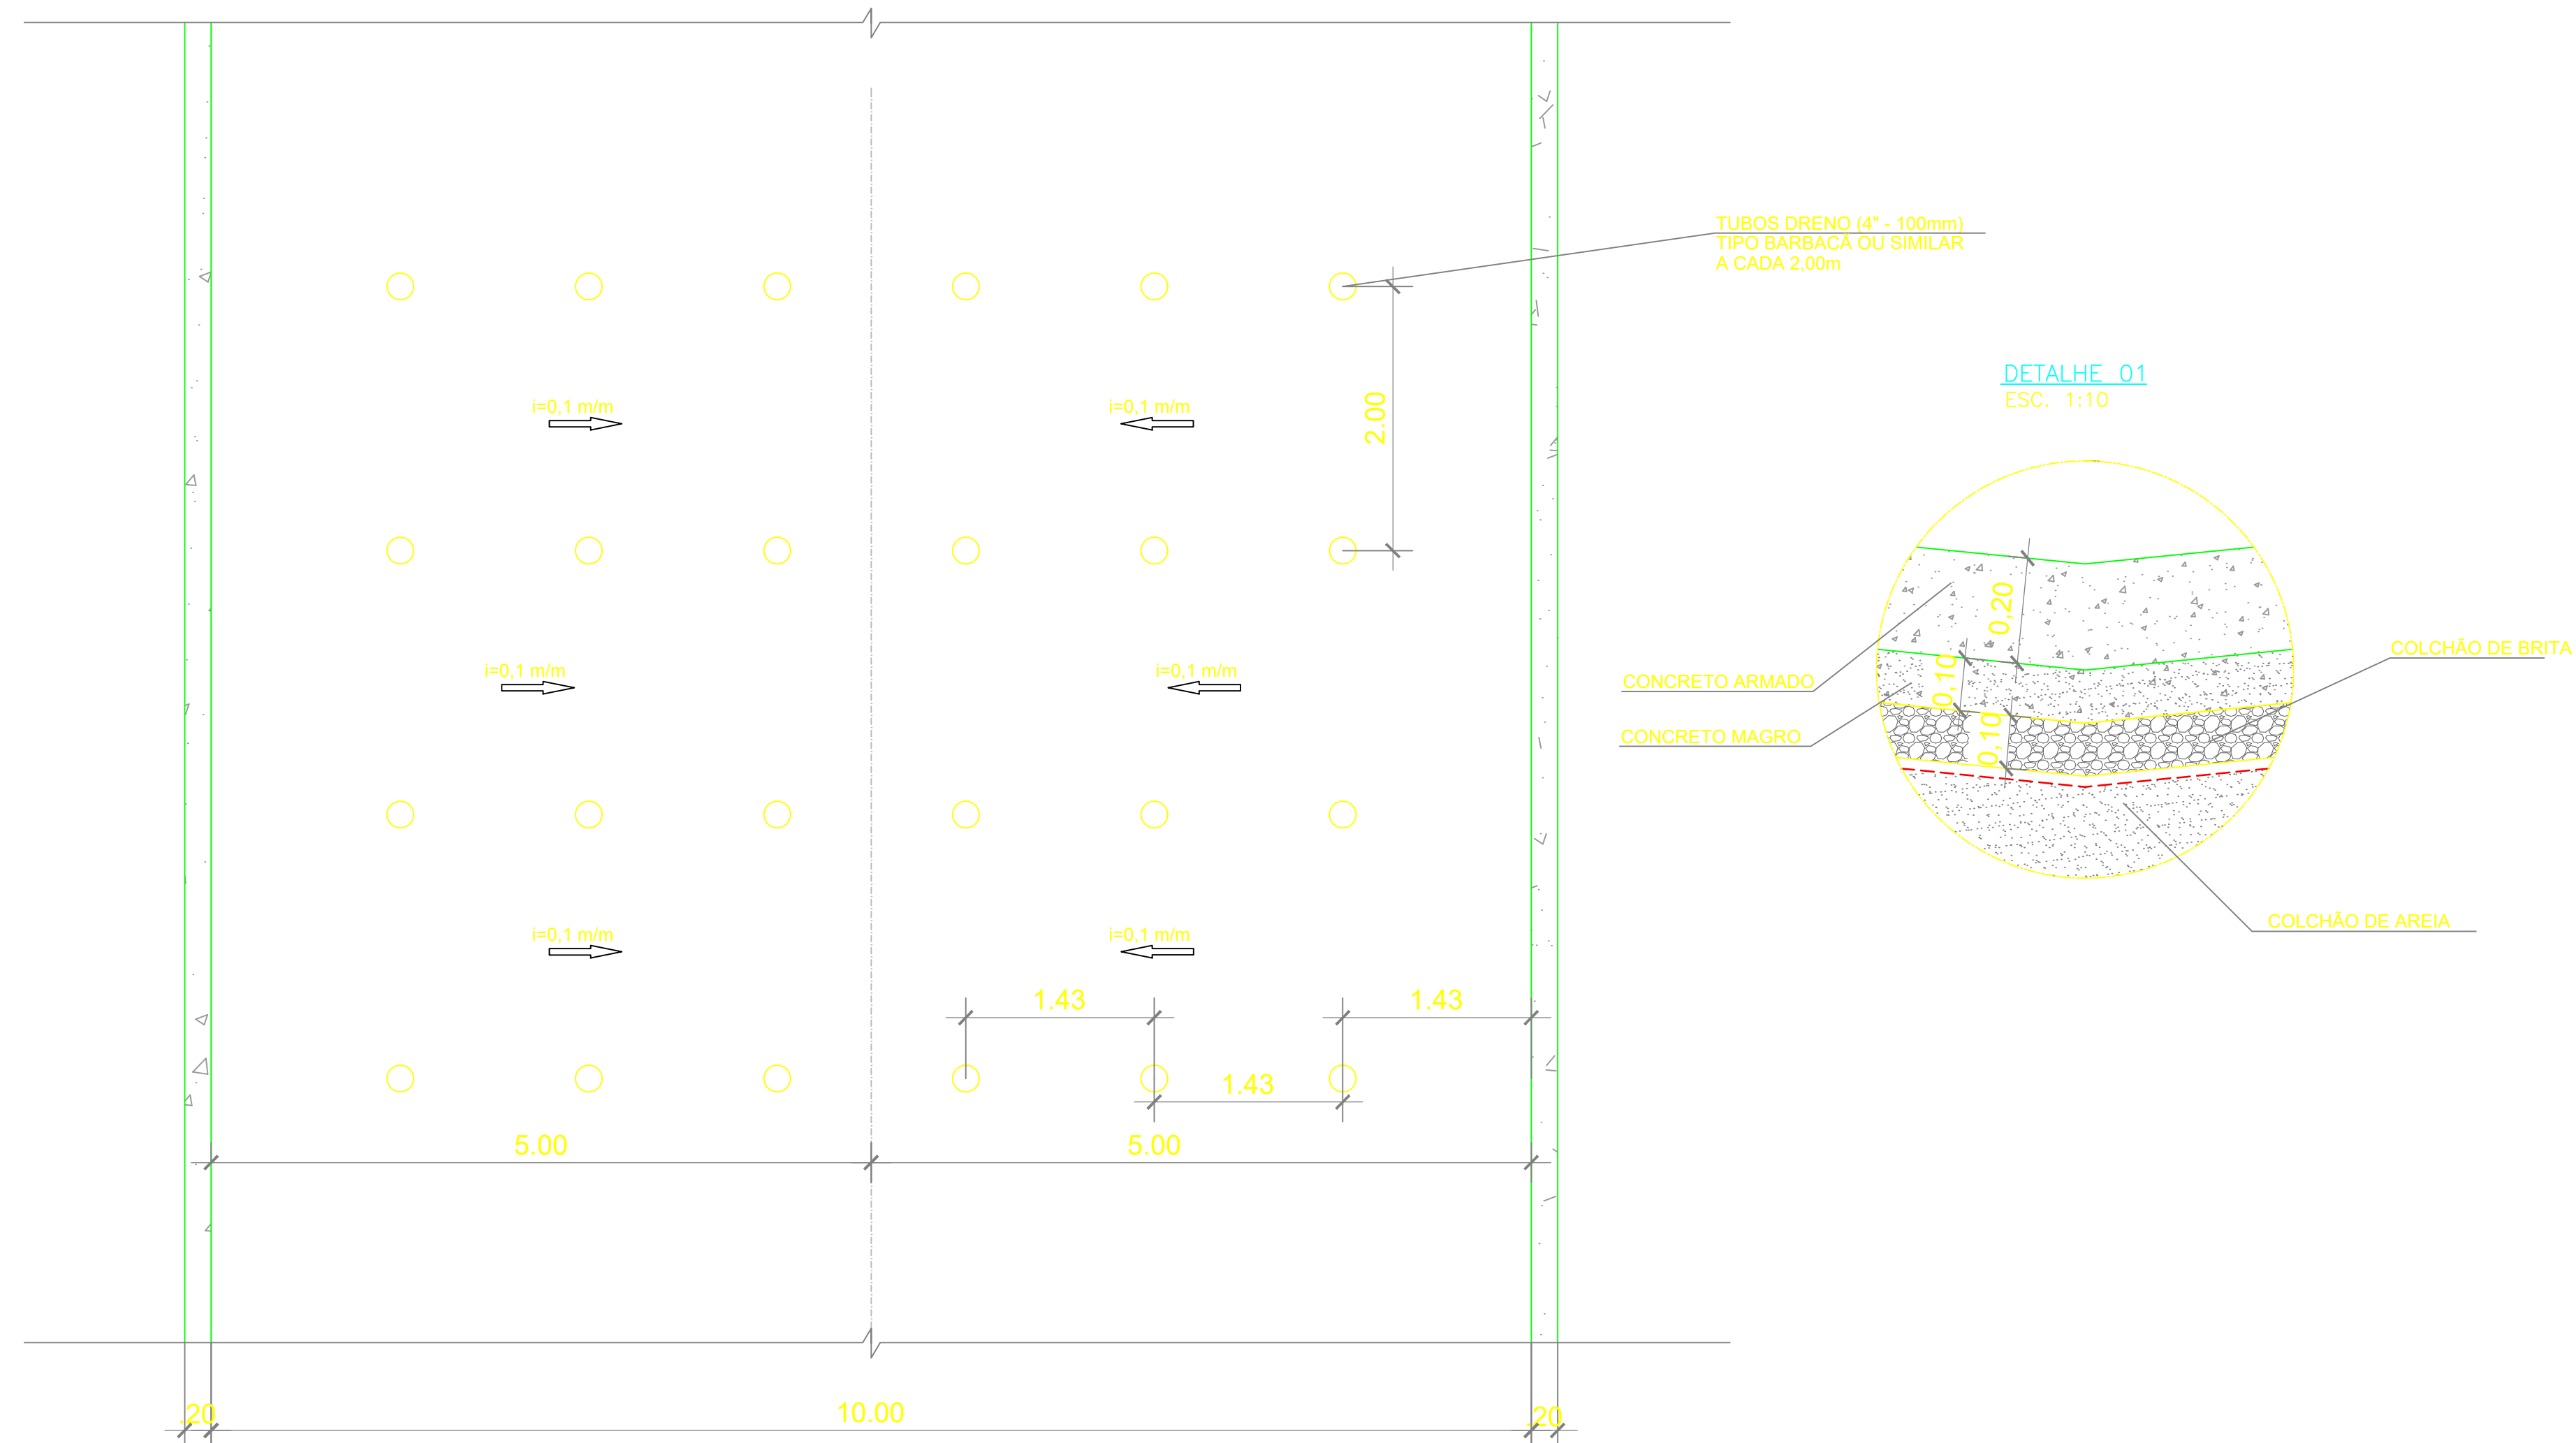 TUBOS DRENO (4" - 100mm)
TIPO BARBACÃ OU SIMILAR
A CADA 2,00m
DETALHE 01
ESC. 1:10
i=0,1 m/m
i=0,1 m/m
2.00
0,20
0,10
0,10
COLCHÃO DE BRITA
CONCRETO ARMADO
CONCRETO MAGRO
COLCHÃO DE AREIA
i=0,1 m/m
i=0,1 m/m
i=0,1 m/m
i=0,1 m/m
1.43
1.43
1.43
5.00
5.00
.20
10.00
.20